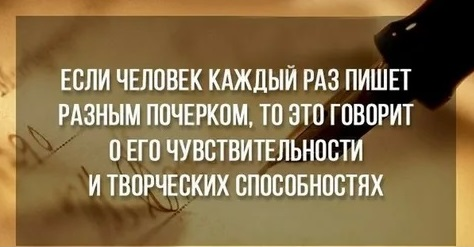 ЕСЛИ ЧЕЛОВЕК КАЖДЫЙ РАЗ ПИШЕТ
РАЗНЫМ ПОЧЕРКОМ, ТО ЭТО ГОВОРИТ
О ЕГО ЧУВСТВИТЕЛЬНОСТИ
И ТВОРЧЕСКИХ СПОСОБНОСТЯХ